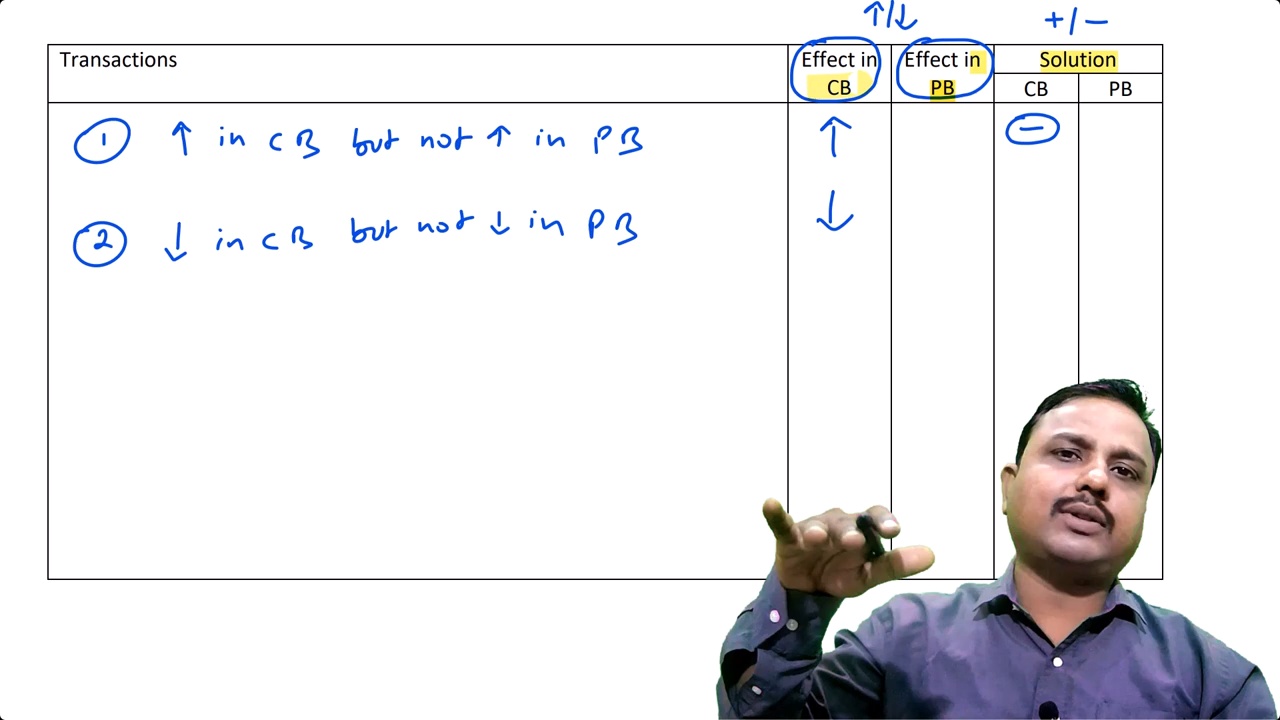 ↑/↓ +/−
Transactions Effect in CB Effect in PB Solution
CB PB
① ↑ in CB but not ↑ in PB ↑ −
② ↓ in CB but not ↓ in PB ↓